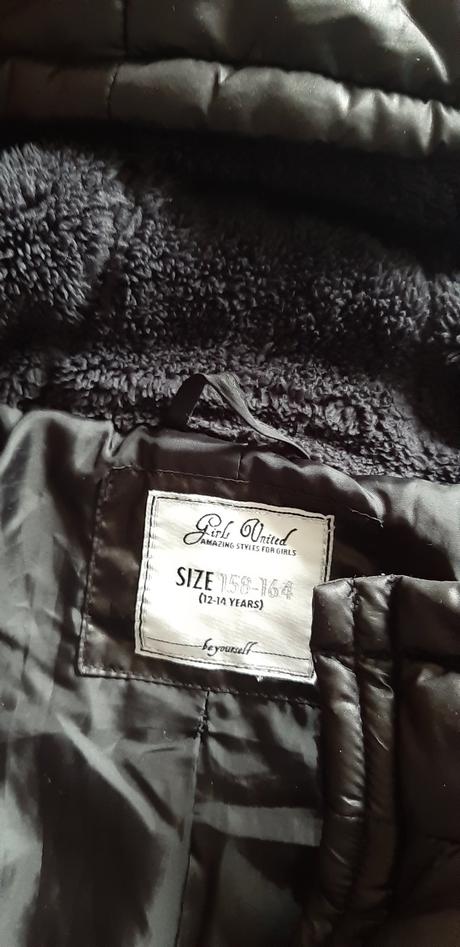 Girls United
AMAZING STYLES FOR GIRLS
SIZE 158-164
(12-14 YEARS)
be yourself